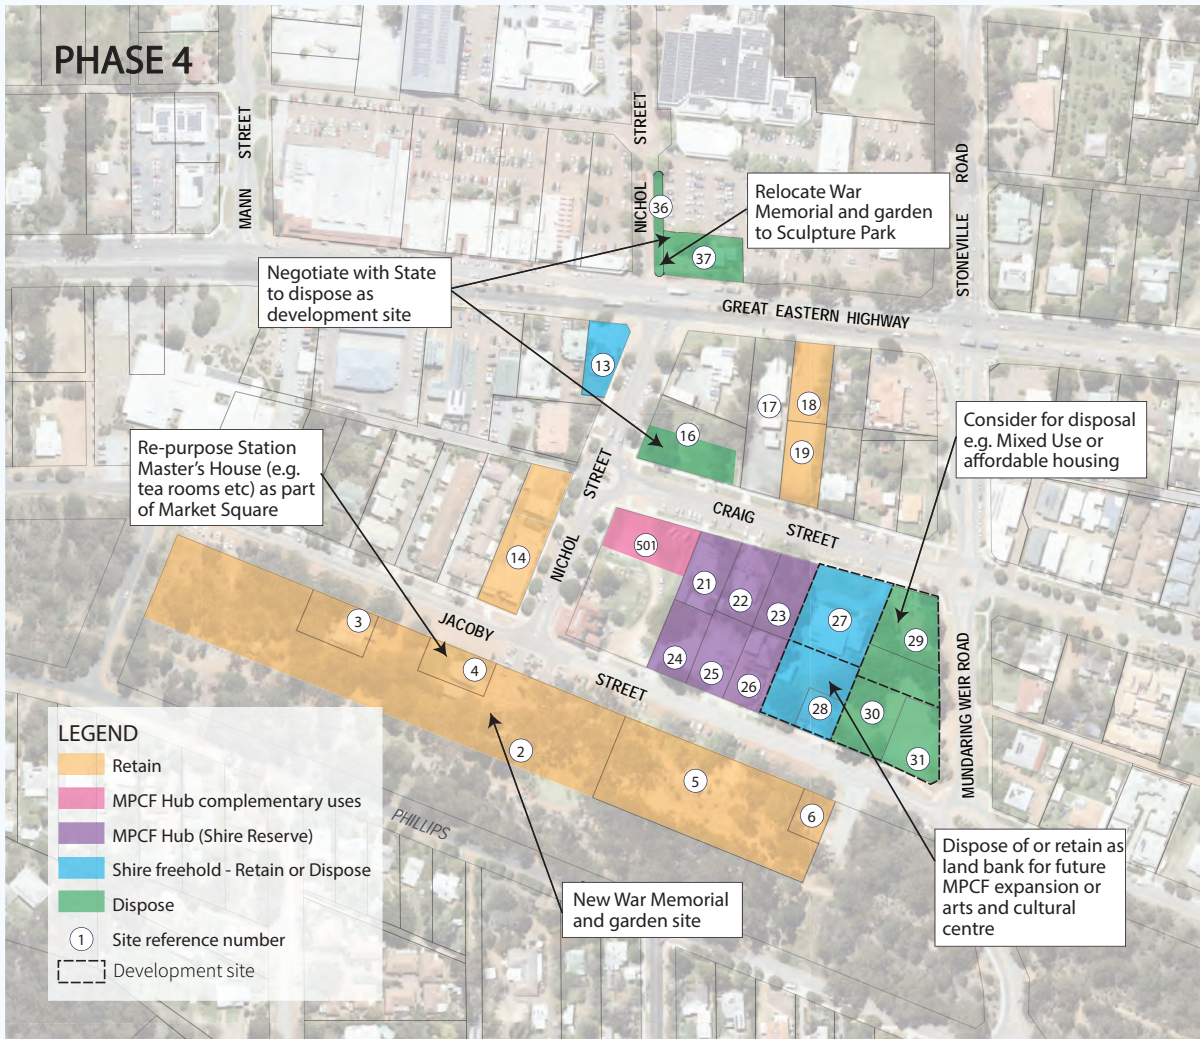 PHASE 4
MANN STREET
NICHOL STREET
STONEVILLE ROAD
36
Relocate War
Memorial and garden
to Sculpture Park
37
Negotiate with State
to dispose as
development site
GREAT EASTERN HIGHWAY
13
17
18
16
19
Consider for disposal
e.g. Mixed Use or
affordable housing
Re-purpose Station
Master's House (e.g.
tea rooms etc) as part
of Market Square
NICHOL STREET
CRAIG STREET
14
501
21
22
23
27
29
24
25
26
28
30
31
MUNDARING WEIR ROAD
JACOBY STREET
3
4
2
5
6
PHILLIPS
LEGEND
Retain
MPCF Hub complementary uses
MPCF Hub (Shire Reserve)
Shire freehold - Retain or Dispose
Dispose
1 Site reference number
Development site
New War Memorial
and garden site
Dispose of or retain as
land bank for future
MPCF expansion or
arts and cultural
centre